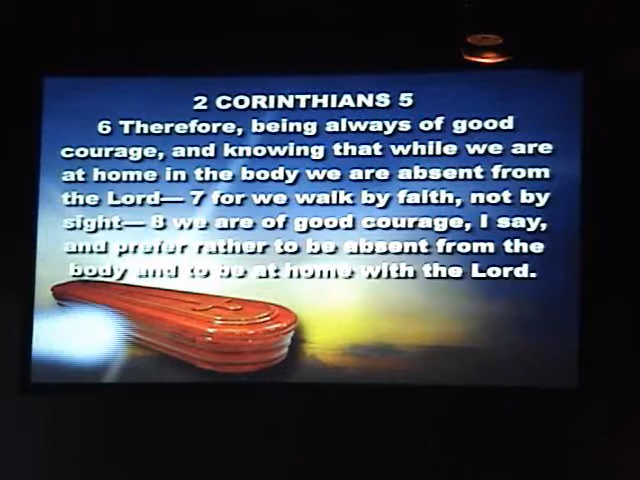 2 CORINTHIANS 5
6 Therefore, being always of good
courage, and knowing that while we are
at home in the body we are absent from
the Lord— 7 for we walk by faith, not by
sight— 8 we are of good courage, I say,
and prefer rather to be absent from the
body and to be at home with the Lord.